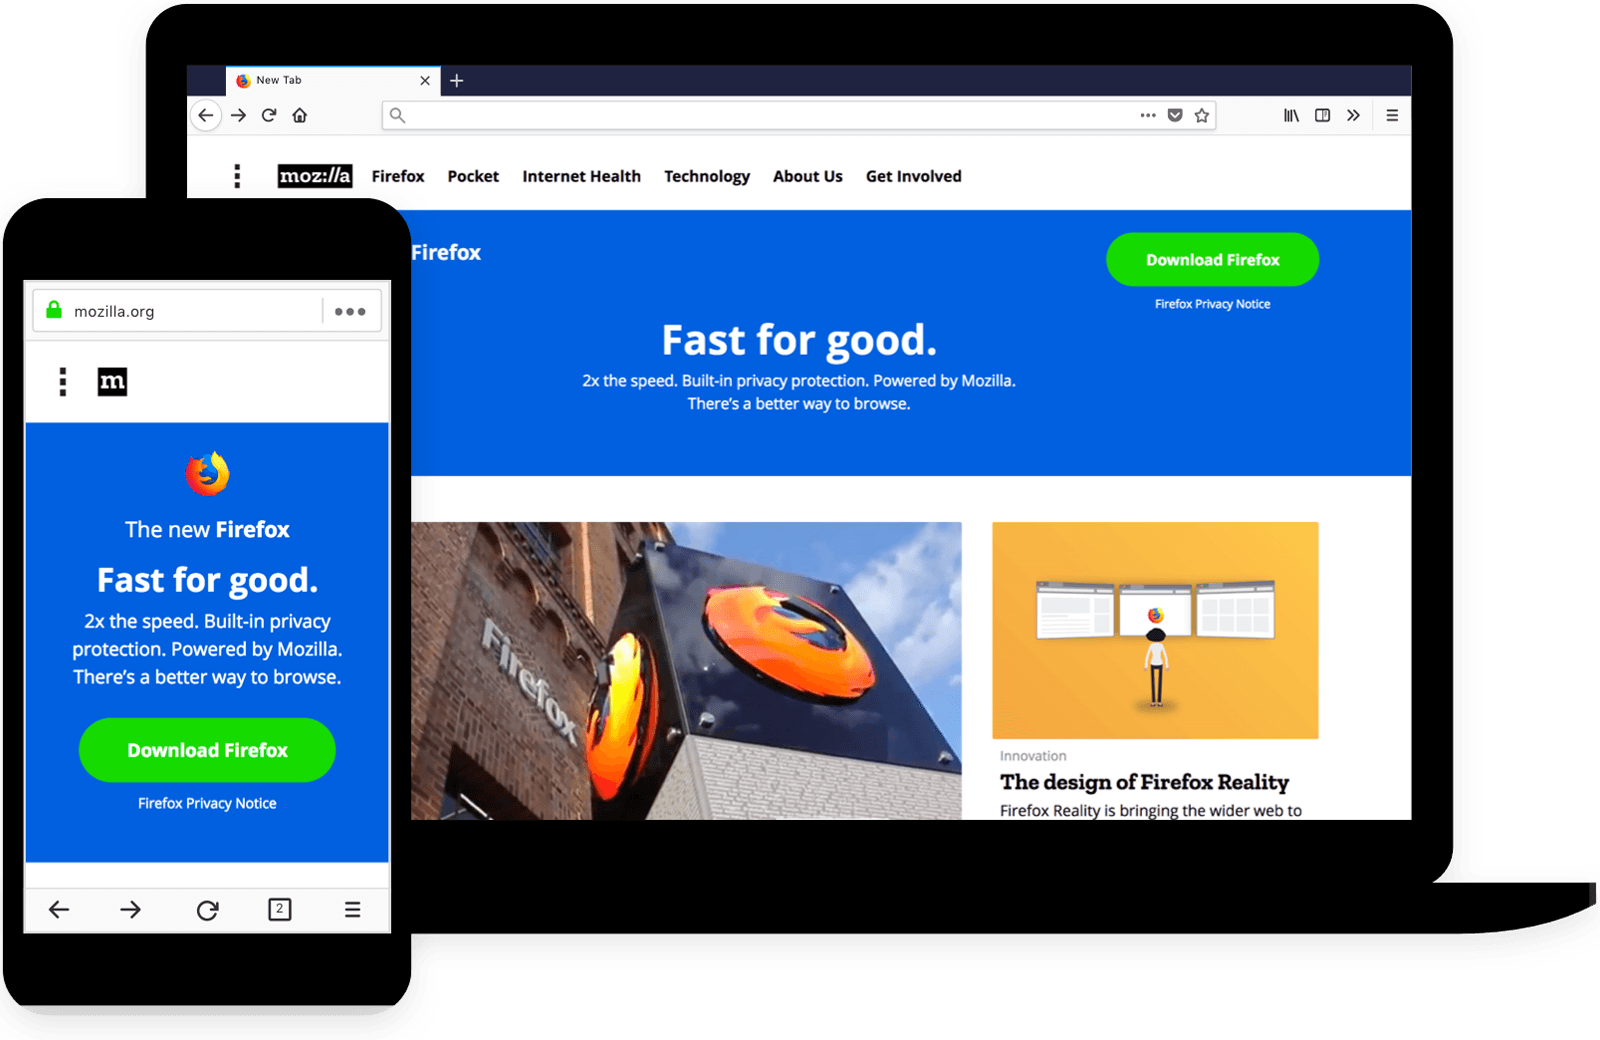 New Tab
moz://a Firefox Pocket Internet Health Technology About Us Get Involved
Firefox
Download Firefox
Firefox Privacy Notice
Fast for good.
2x the speed. Built-in privacy protection. Powered by Mozilla.
There's a better way to browse.
Firefox
Innovation
The design of Firefox Reality
Firefox Reality is bringing the wider web to
mozilla.org
m
The new Firefox
Fast for good.
2x the speed. Built-in privacy
protection. Powered by Mozilla.
There's a better way to browse.
Download Firefox
Firefox Privacy Notice
2